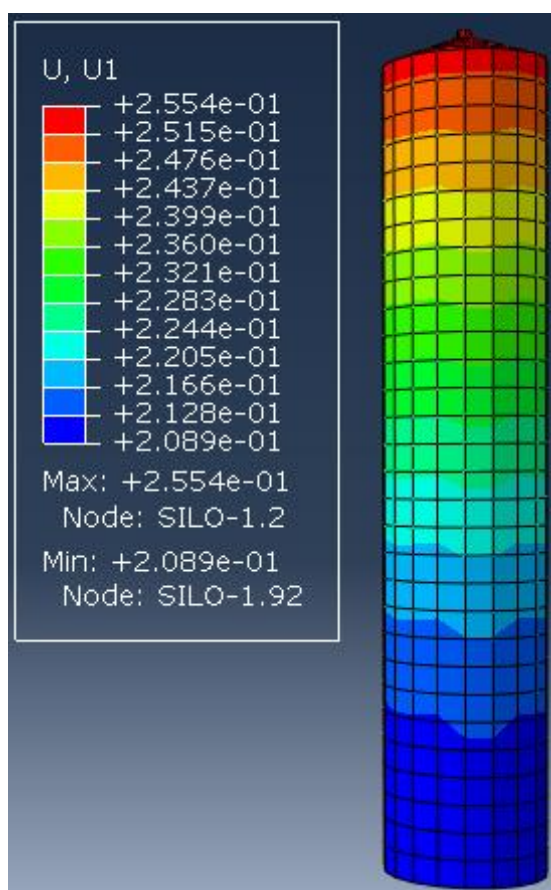 U, U1
+2.554e-01
+2.515e-01
+2.476e-01
+2.437e-01
+2.399e-01
+2.360e-01
+2.321e-01
+2.283e-01
+2.244e-01
+2.205e-01
+2.166e-01
+2.128e-01
+2.089e-01
Max: +2.554e-01
Node: SILO-1.2
Min: +2.089e-01
Node: SILO-1.92